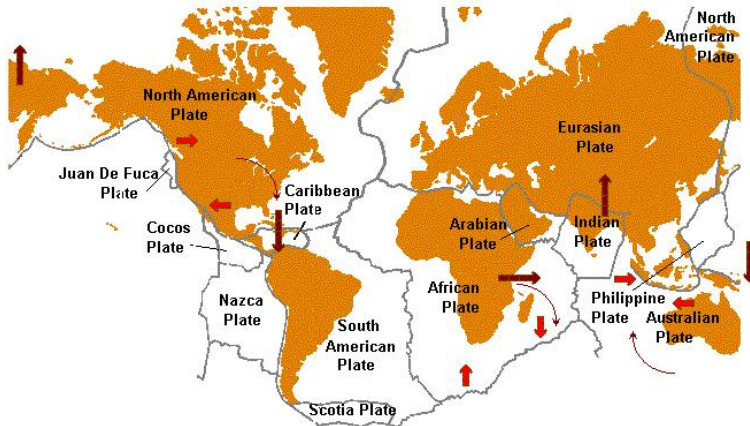 North
American
Plate
North American
Plate
Eurasian
Plate
Juan De Fuca
Plate
Caribbean
Plate
Cocos
Plate
Arabian
Plate
Indian
Plate
African
Plate
Nazca
Plate
Philippine
Plate
Australian
Plate
South
American
Plate
Scotia Plate